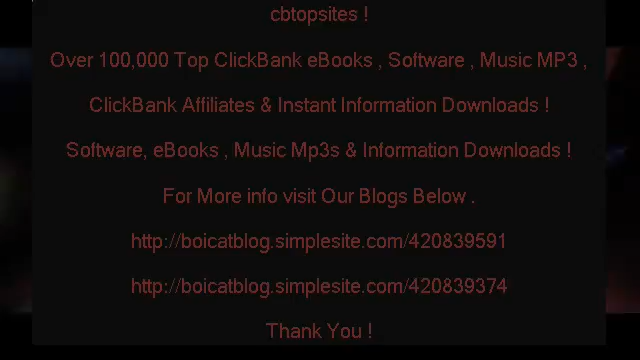 cbtopsites !
Over 100,000 Top ClickBank eBooks , Software , Music MP3 ,
ClickBank Affiliates & Instant Information Downloads !
Software, eBooks , Music Mp3s & Information Downloads !
For More info visit Our Blogs Below .
http://boicatblog.simplesite.com/420839591
http://boicatblog.simplesite.com/420839374
Thank You !